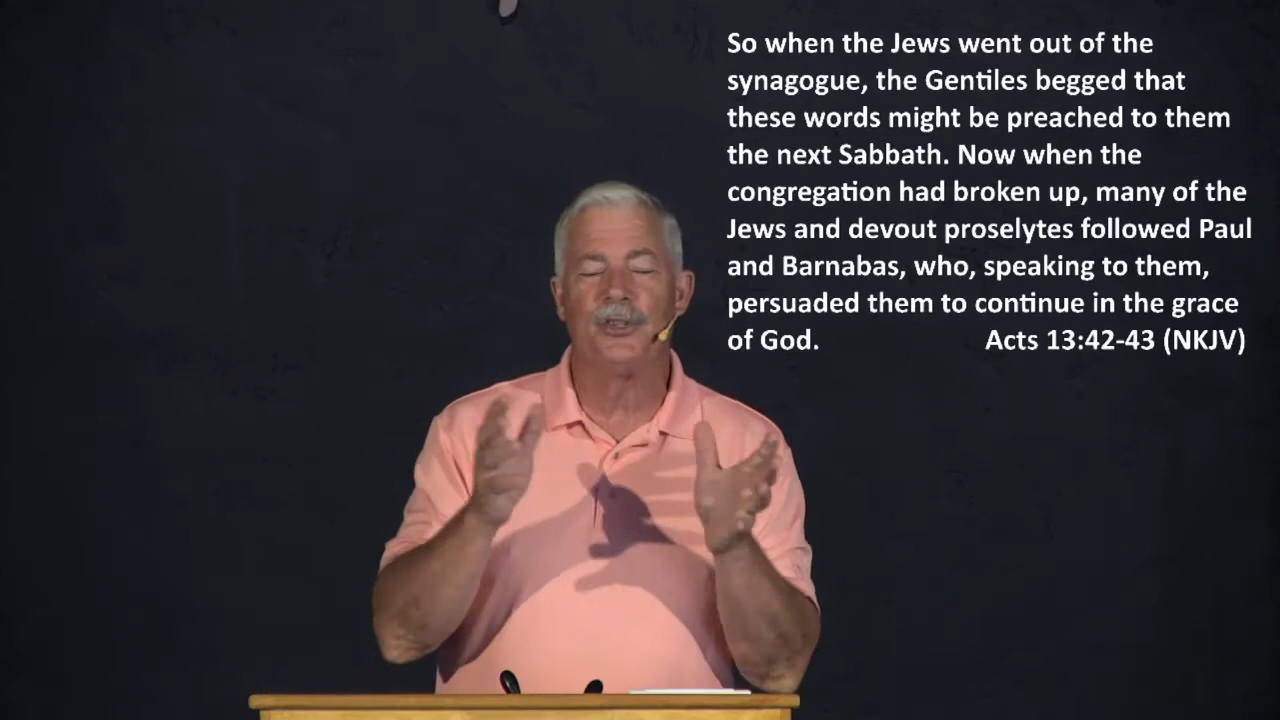 So when the Jews went out of the
synagogue, the Gentiles begged that
these words might be preached to them
the next Sabbath. Now when the
congregation had broken up, many of the
Jews and devout proselytes followed Paul
and Barnabas, who, speaking to them,
persuaded them to continue in the grace
of God. Acts 13:42-43 (NKJV)